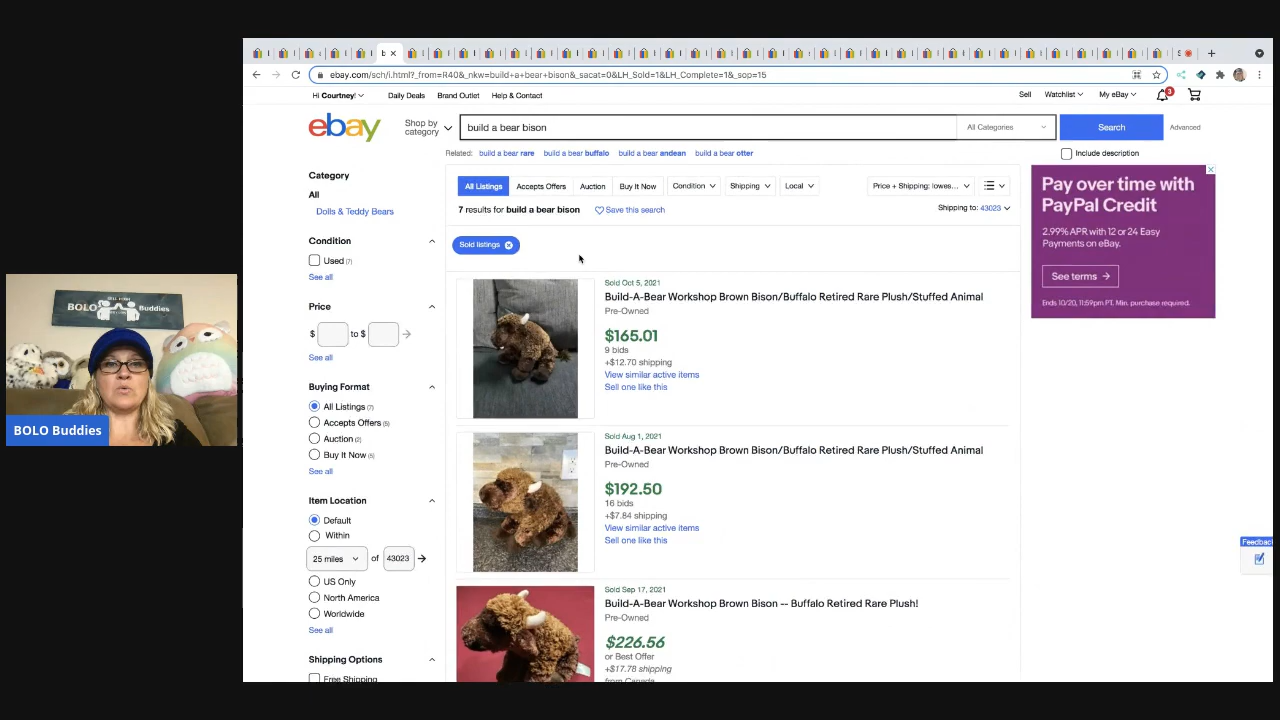 ebay.com/sch/i.html?_from=R40&_nkw=build+a+bear+bison&_sacat=0&LH_Sold=1&LH_Complete=1&_sop=15
Hi Courtney!
Daily Deals
Brand Outlet
Help & Contact
Sell
Watchlist
My eBay
3
ebay
Shop by
category
build a bear bison
All Categories
Search
Advanced
Related:
build a bear rare
build a bear buffalo
build a bear andean
build a bear otter
Include description
Category
All
Dolls & Teddy Bears
Condition
Used (7)
See all
Price
$ to $
See all
Buying Format
All Listings (7)
Accepts Offers (5)
Auction (2)
Buy It Now (5)
See all
Item Location
Default
Within
25 miles of 43023
US Only
North America
Worldwide
See all
Shipping Options
Free Shipping
All Listings
Accepts Offers
Auction
Buy It Now
Condition
Shipping
Local
Price + Shipping: lowes...
7 results for build a bear bison
Save this search
Shipping to: 43023
Sold listings
Sold Oct 5, 2021
Build-A-Bear Workshop Brown Bison/Buffalo Retired Rare Plush/Stuffed Animal
Pre-Owned
$165.01
9 bids
+$12.70 shipping
View similar active items
Sell one like this
Sold Aug 1, 2021
Build-A-Bear Workshop Brown Bison/Buffalo Retired Rare Plush/Stuffed Animal
Pre-Owned
$192.50
16 bids
+$7.84 shipping
View similar active items
Sell one like this
Sold Sep 17, 2021
Build-A-Bear Workshop Brown Bison -- Buffalo Retired Rare Plush!
Pre-Owned
$226.56
or Best Offer
+$17.78 shipping
from Canada
Pay over time with
PayPal Credit
2.99% APR with 12 or 24 Easy
Payments on eBay.
See terms
Ends 10/20, 11:59pm PT. Min. purchase required.
Feedbac
BOLO Buddies
BOLO Buddies